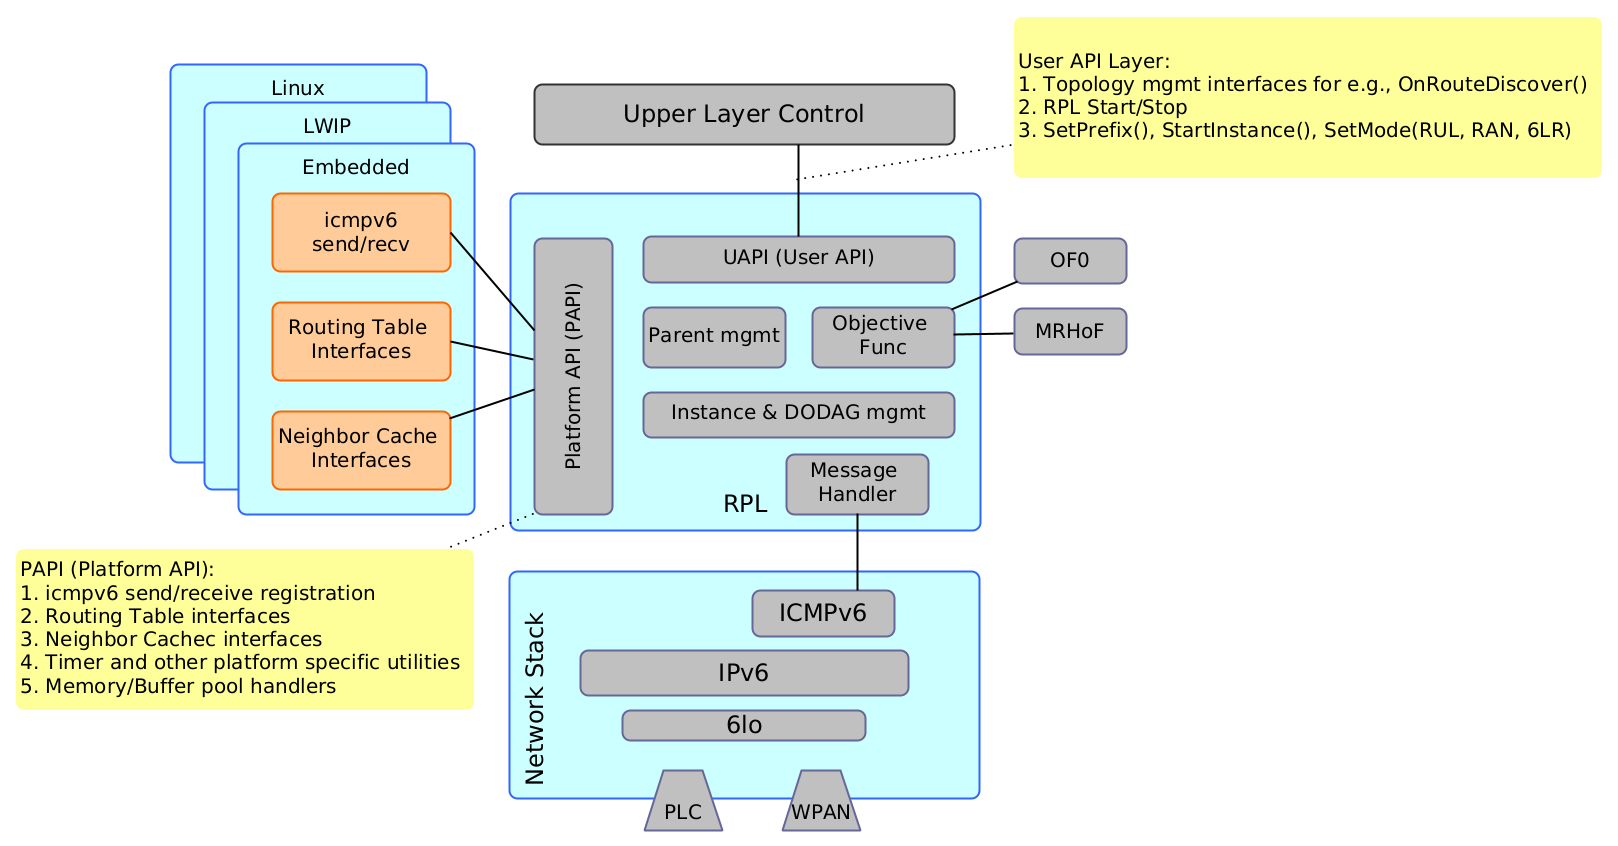 Linux
LWIP
Embedded
icmpv6
send/recv
Routing Table
Interfaces
Neighbor Cache
Interfaces
Upper Layer Control
User API Layer:
1. Topology mgmt interfaces for e.g., OnRouteDiscover()
2. RPL Start/Stop
3. SetPrefix(), StartInstance(), SetMode(RUL, RAN, 6LR)
Platform API (PAPI)
UAPI (User API)
Parent mgmt
Objective
Func
OF0
MRHoF
Instance & DODAG mgmt
Message
Handler
RPL
PAPI (Platform API):
1. icmpv6 send/receive registration
2. Routing Table interfaces
3. Neighbor Cachec interfaces
4. Timer and other platform specific utilities
5. Memory/Buffer pool handlers
Network Stack
ICMPv6
IPv6
6lo
PLC
WPAN